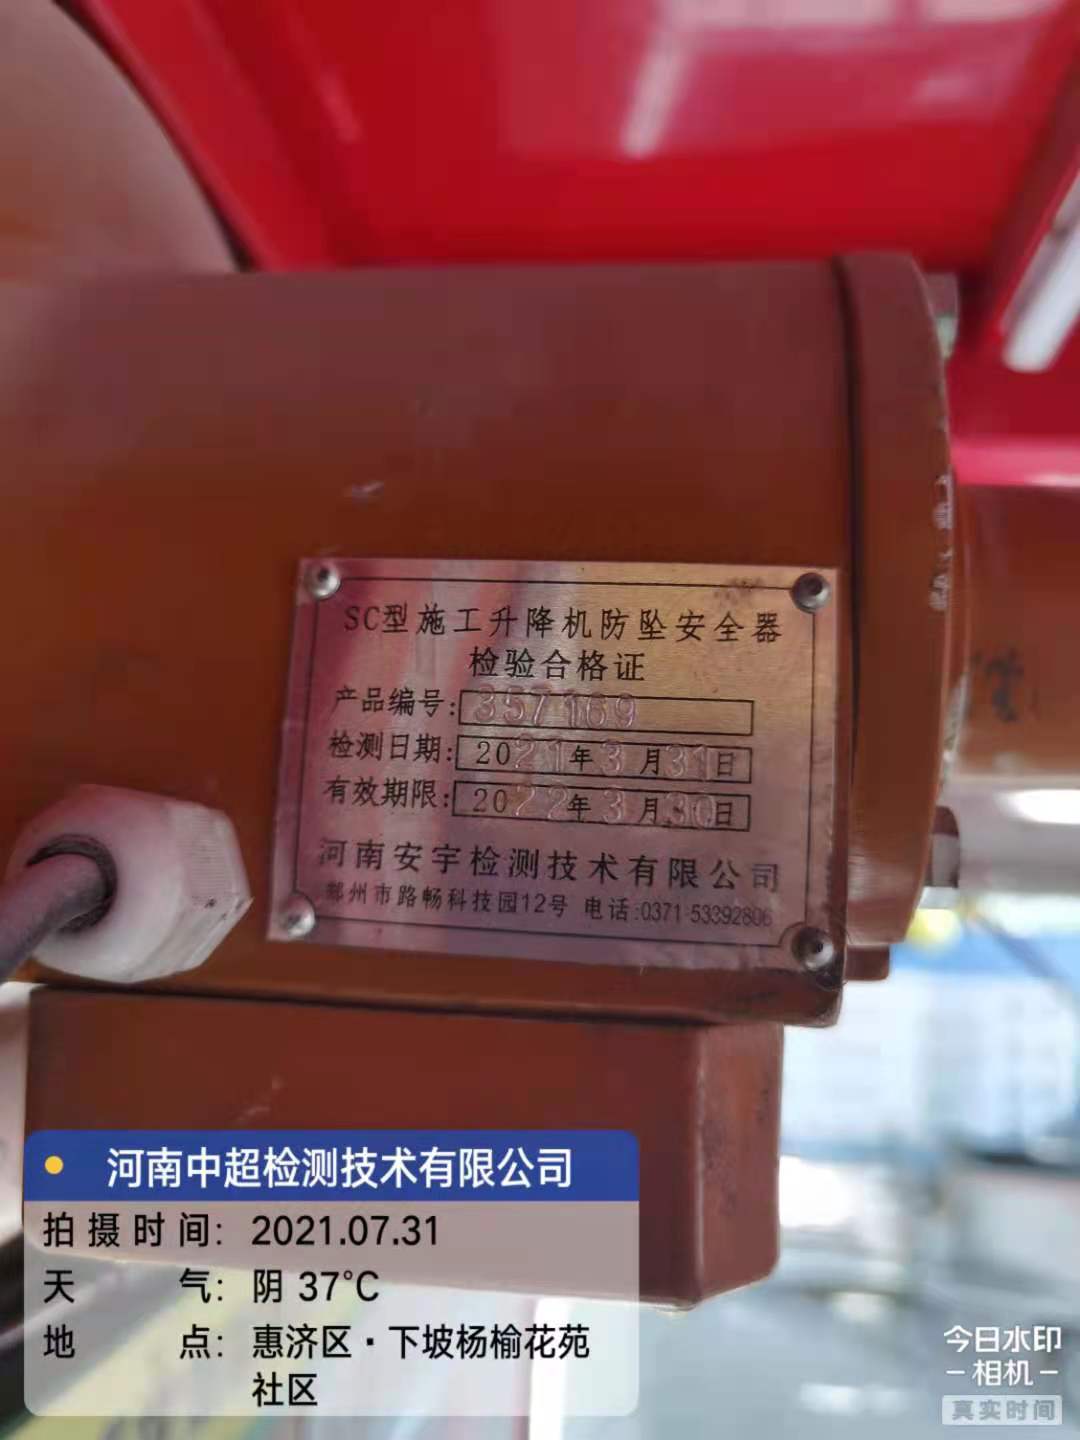 SC型施工升降机防坠安全器
检验合格证
产品编号:357169
检测日期:2021年3月31日
有效期限:2022年3月30日
河南安宇检测技术有限公司
郑州市路畅科技园12号 电话:0371-53392806
河南中超检测技术有限公司
拍摄时间: 2021.07.31
天气: 阴 37℃
地点: 惠济区·下坡杨榆花苑
社区
今日水印
-相机-
真实时间